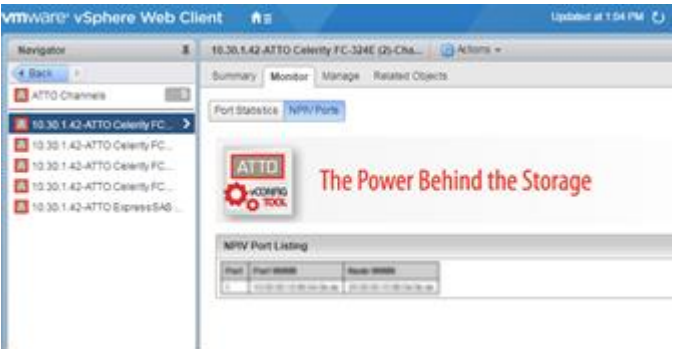 vmware® vSphere Web Client
Updated at 1:04 PM
Navigator
10.30.1.42-ATTO Celerity FC-324E (2)-Cha...
Actions
Back
Summary
Monitor
Manage
Related Objects
ATTO Channels
Port Statistics
NPIV Ports
10.30.1.42-ATTO Celerity FC...
10.30.1.42-ATTO Celerity FC...
10.30.1.42-ATTO Celerity FC...
10.30.1.42-ATTO Celerity FC...
10.30.1.42-ATTO ExpressSAS ...
ATTO
vCONFIG
TOOL
The Power Behind the Storage
NPIV Port Listing
Port
Port WWN
Node WWN